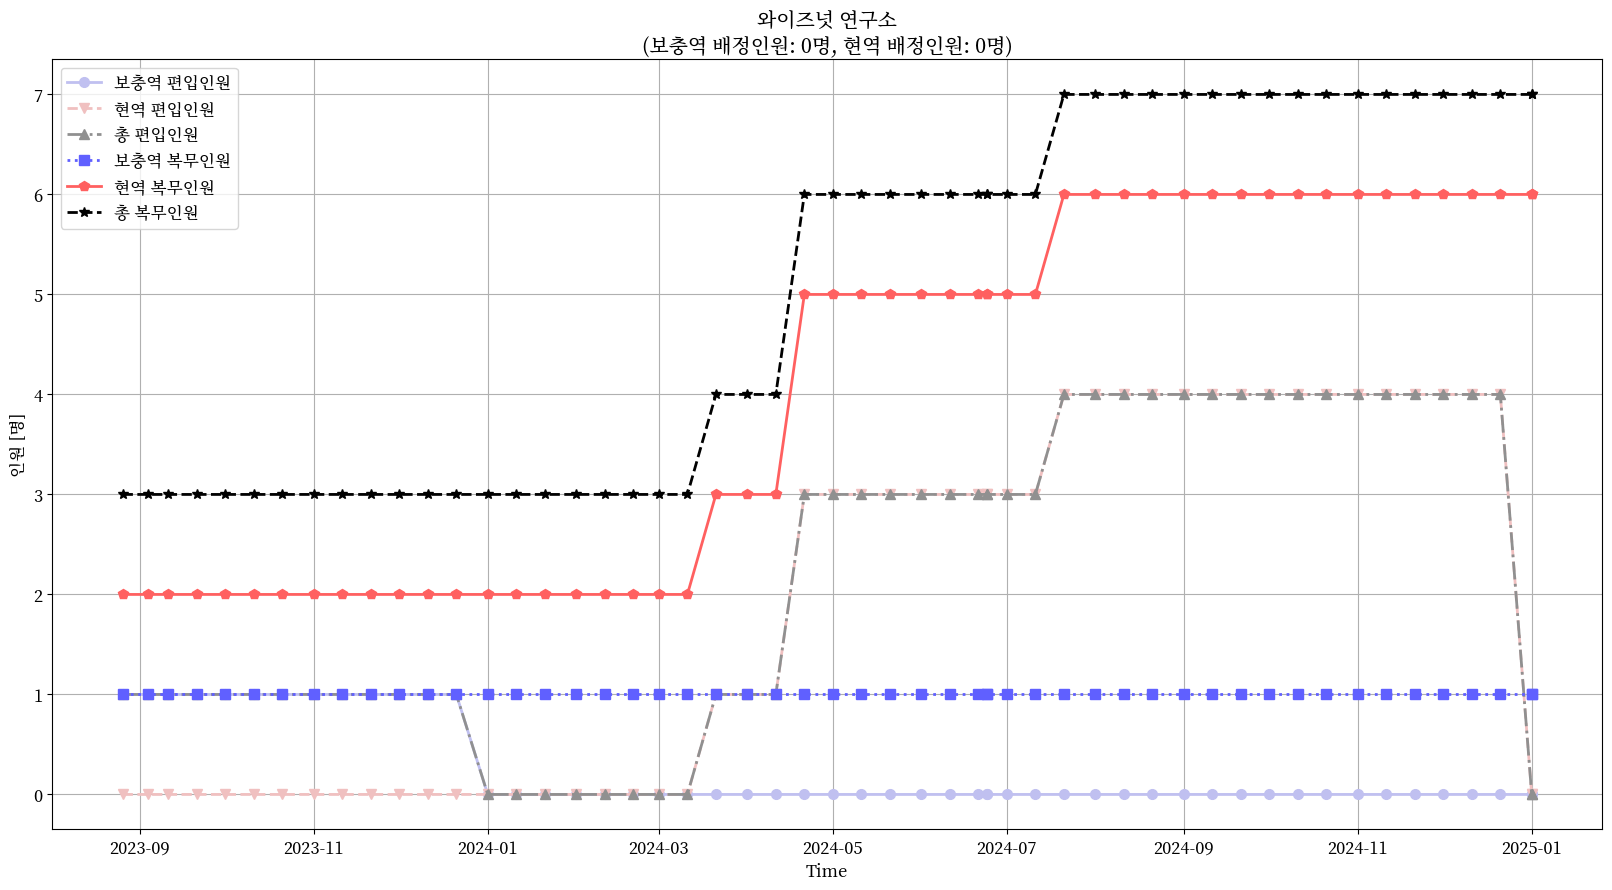 와이즈넛 연구소
(보충역 배정인원: 0명, 현역 배정인원: 0명)
보충역 편입인원
현역 편입인원
총 편입인원
보충역 복무인원
현역 복무인원
총 복무인원
인원 [명]
7
6
5
4
3
2
1
0
2023-09
2023-11
2024-01
2024-03
2024-05
2024-07
2024-09
2024-11
2025-01
Time